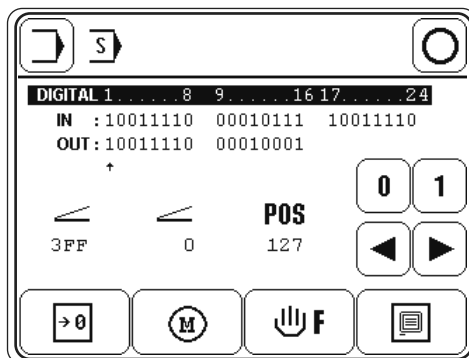 S
DIGITAL 1......8 9......16 17......24
IN :10011110 00010111 10011110
OUT:10011110 00010001
0 1
POS
3FF 0 127
→0 M F